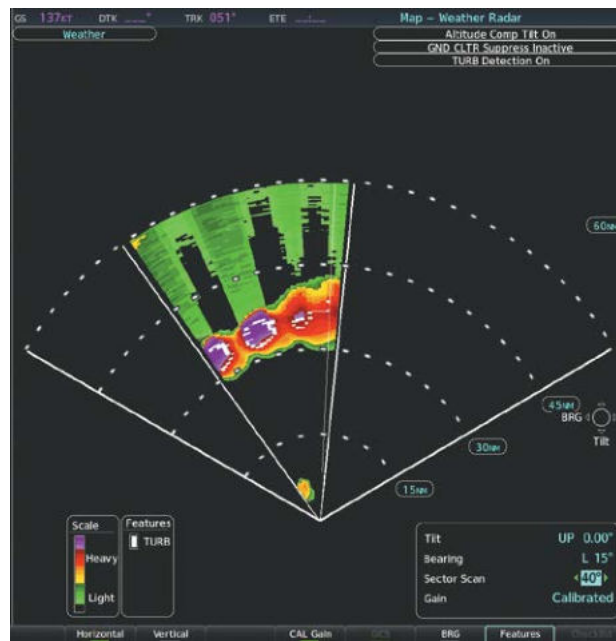 GS 137KT DTK ___° TRK 051° ETE __:__ Map – Weather Radar
Weather
Altitude Comp Tilt On
GND CLTR Suppress Inactive
TURB Detection On
60NM
45NM
BRG
Tilt
30NM
15NM
Scale
Heavy
Light
Features
TURB
Tilt UP 0.00°
Bearing L 15°
Sector Scan 40°
Gain Calibrated
Horizontal Vertical CAL Gain BRG Features